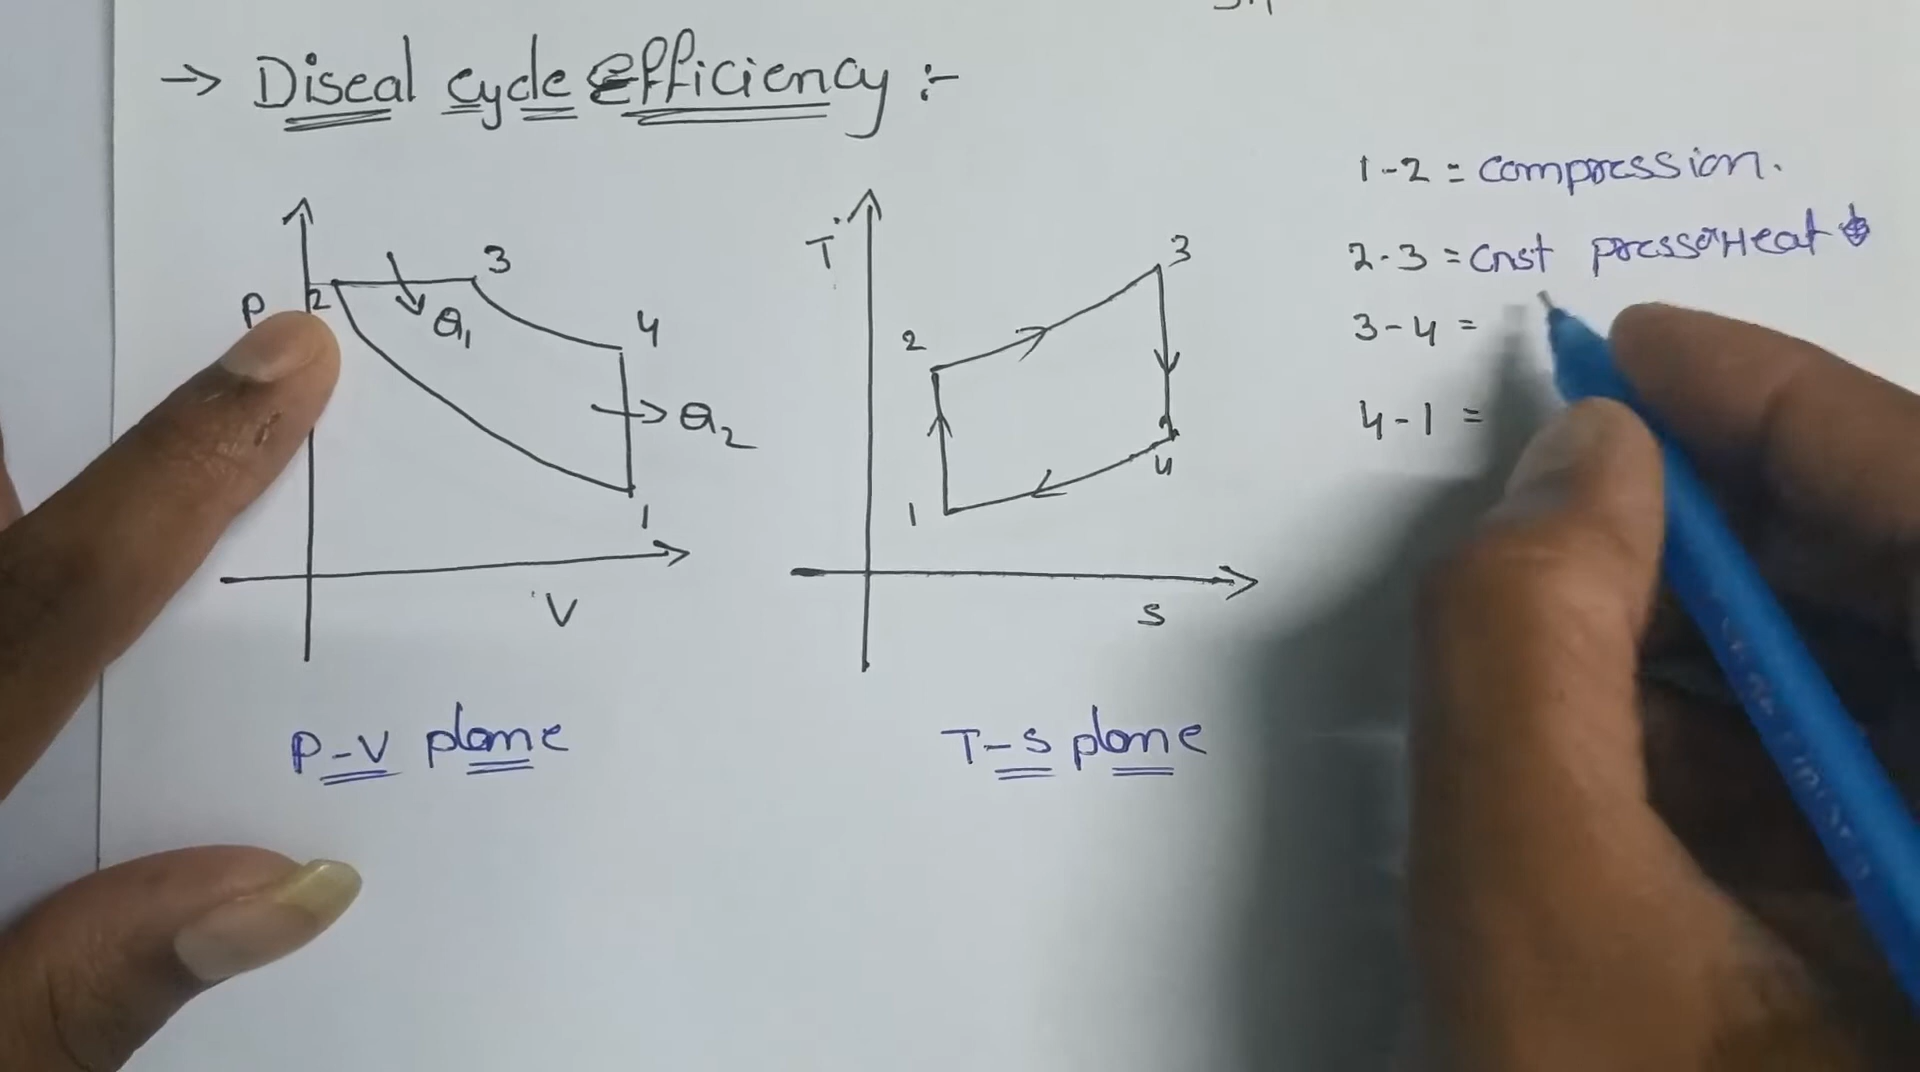 → Diseal cycle Efficiency :-
1-2 = compression.
2-3 = Cnst pressor Heat
3-4 =
4-1 =
P
2
3
4
1
Q1
Q2
V
T
2
3
4
1
S
P-V plane
T-S plane